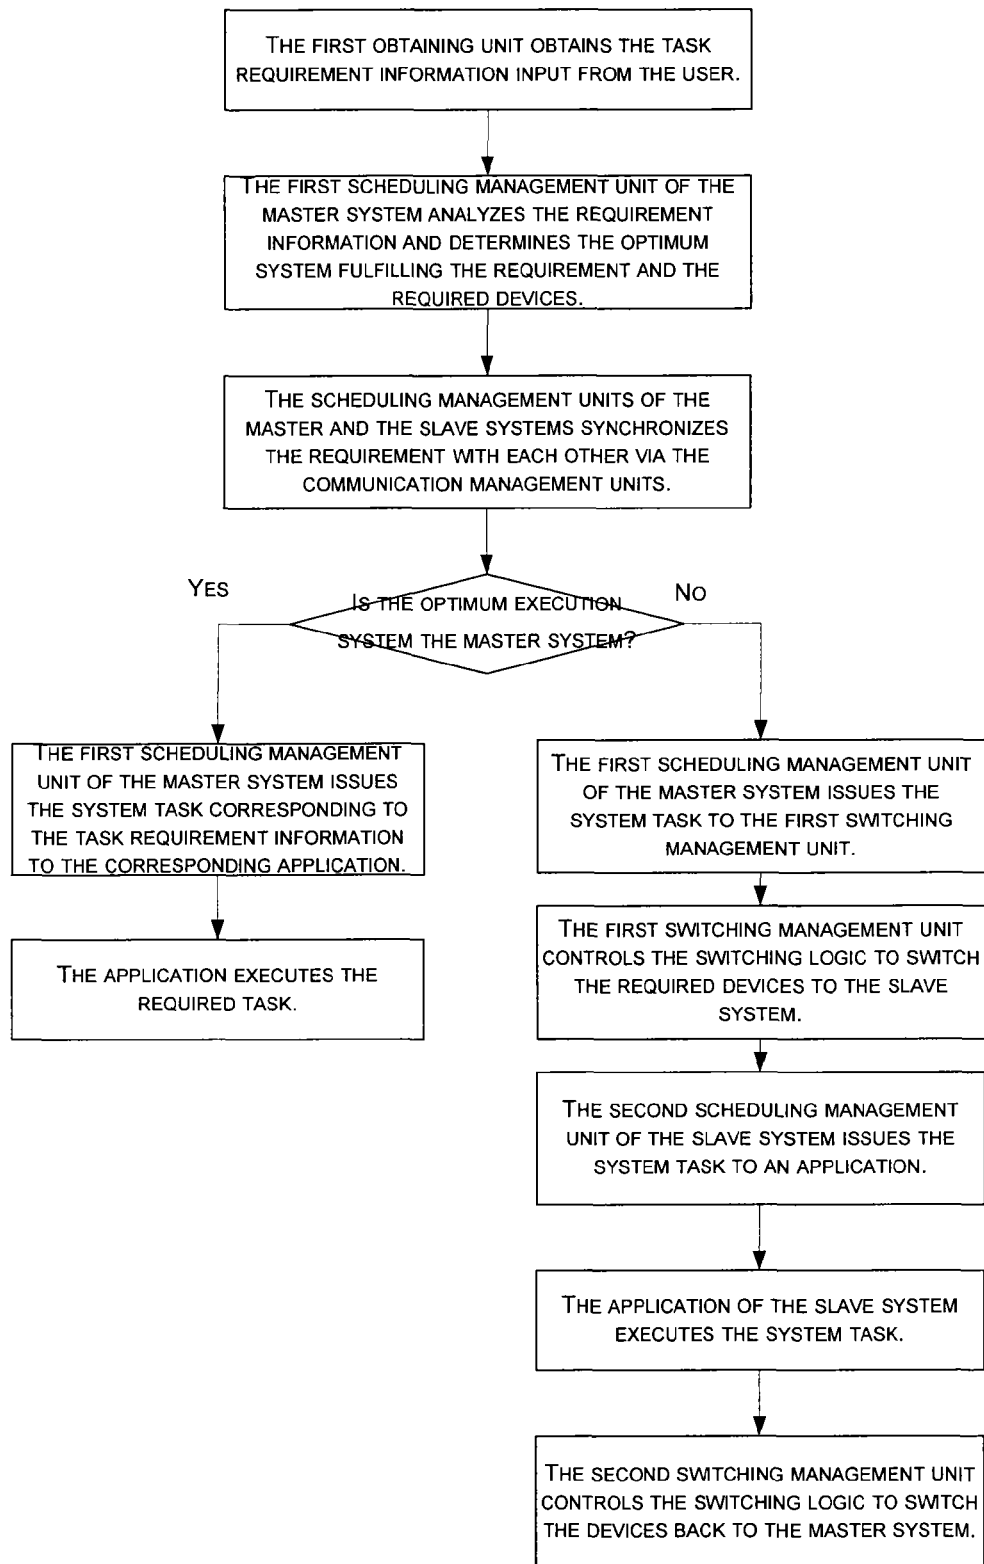 THE FIRST OBTAINING UNIT OBTAINS THE TASK
REQUIREMENT INFORMATION INPUT FROM THE USER.
THE FIRST SCHEDULING MANAGEMENT UNIT OF THE
MASTER SYSTEM ANALYZES THE REQUIREMENT
INFORMATION AND DETERMINES THE OPTIMUM
SYSTEM FULFILLING THE REQUIREMENT AND THE
REQUIRED DEVICES.
THE SCHEDULING MANAGEMENT UNITS OF THE
MASTER AND THE SLAVE SYSTEMS SYNCHRONIZES
THE REQUIREMENT WITH EACH OTHER VIA THE
COMMUNICATION MANAGEMENT UNITS.
IS THE OPTIMUM EXECUTION
SYSTEM THE MASTER SYSTEM?
YES
NO
THE FIRST SCHEDULING MANAGEMENT
UNIT OF THE MASTER SYSTEM ISSUES
THE SYSTEM TASK CORRESPONDING TO
THE TASK REQUIREMENT INFORMATION
TO THE CORRESPONDING APPLICATION.
THE APPLICATION EXECUTES THE
REQUIRED TASK.
THE FIRST SCHEDULING MANAGEMENT UNIT
OF THE MASTER SYSTEM ISSUES THE
SYSTEM TASK TO THE FIRST SWITCHING
MANAGEMENT UNIT.
THE FIRST SWITCHING MANAGEMENT UNIT
CONTROLS THE SWITCHING LOGIC TO SWITCH
THE REQUIRED DEVICES TO THE SLAVE
SYSTEM.
THE SECOND SCHEDULING MANAGEMENT
UNIT OF THE SLAVE SYSTEM ISSUES THE
SYSTEM TASK TO AN APPLICATION.
THE APPLICATION OF THE SLAVE SYSTEM
EXECUTES THE SYSTEM TASK.
THE SECOND SWITCHING MANAGEMENT UNIT
CONTROLS THE SWITCHING LOGIC TO SWITCH
THE DEVICES BACK TO THE MASTER SYSTEM.